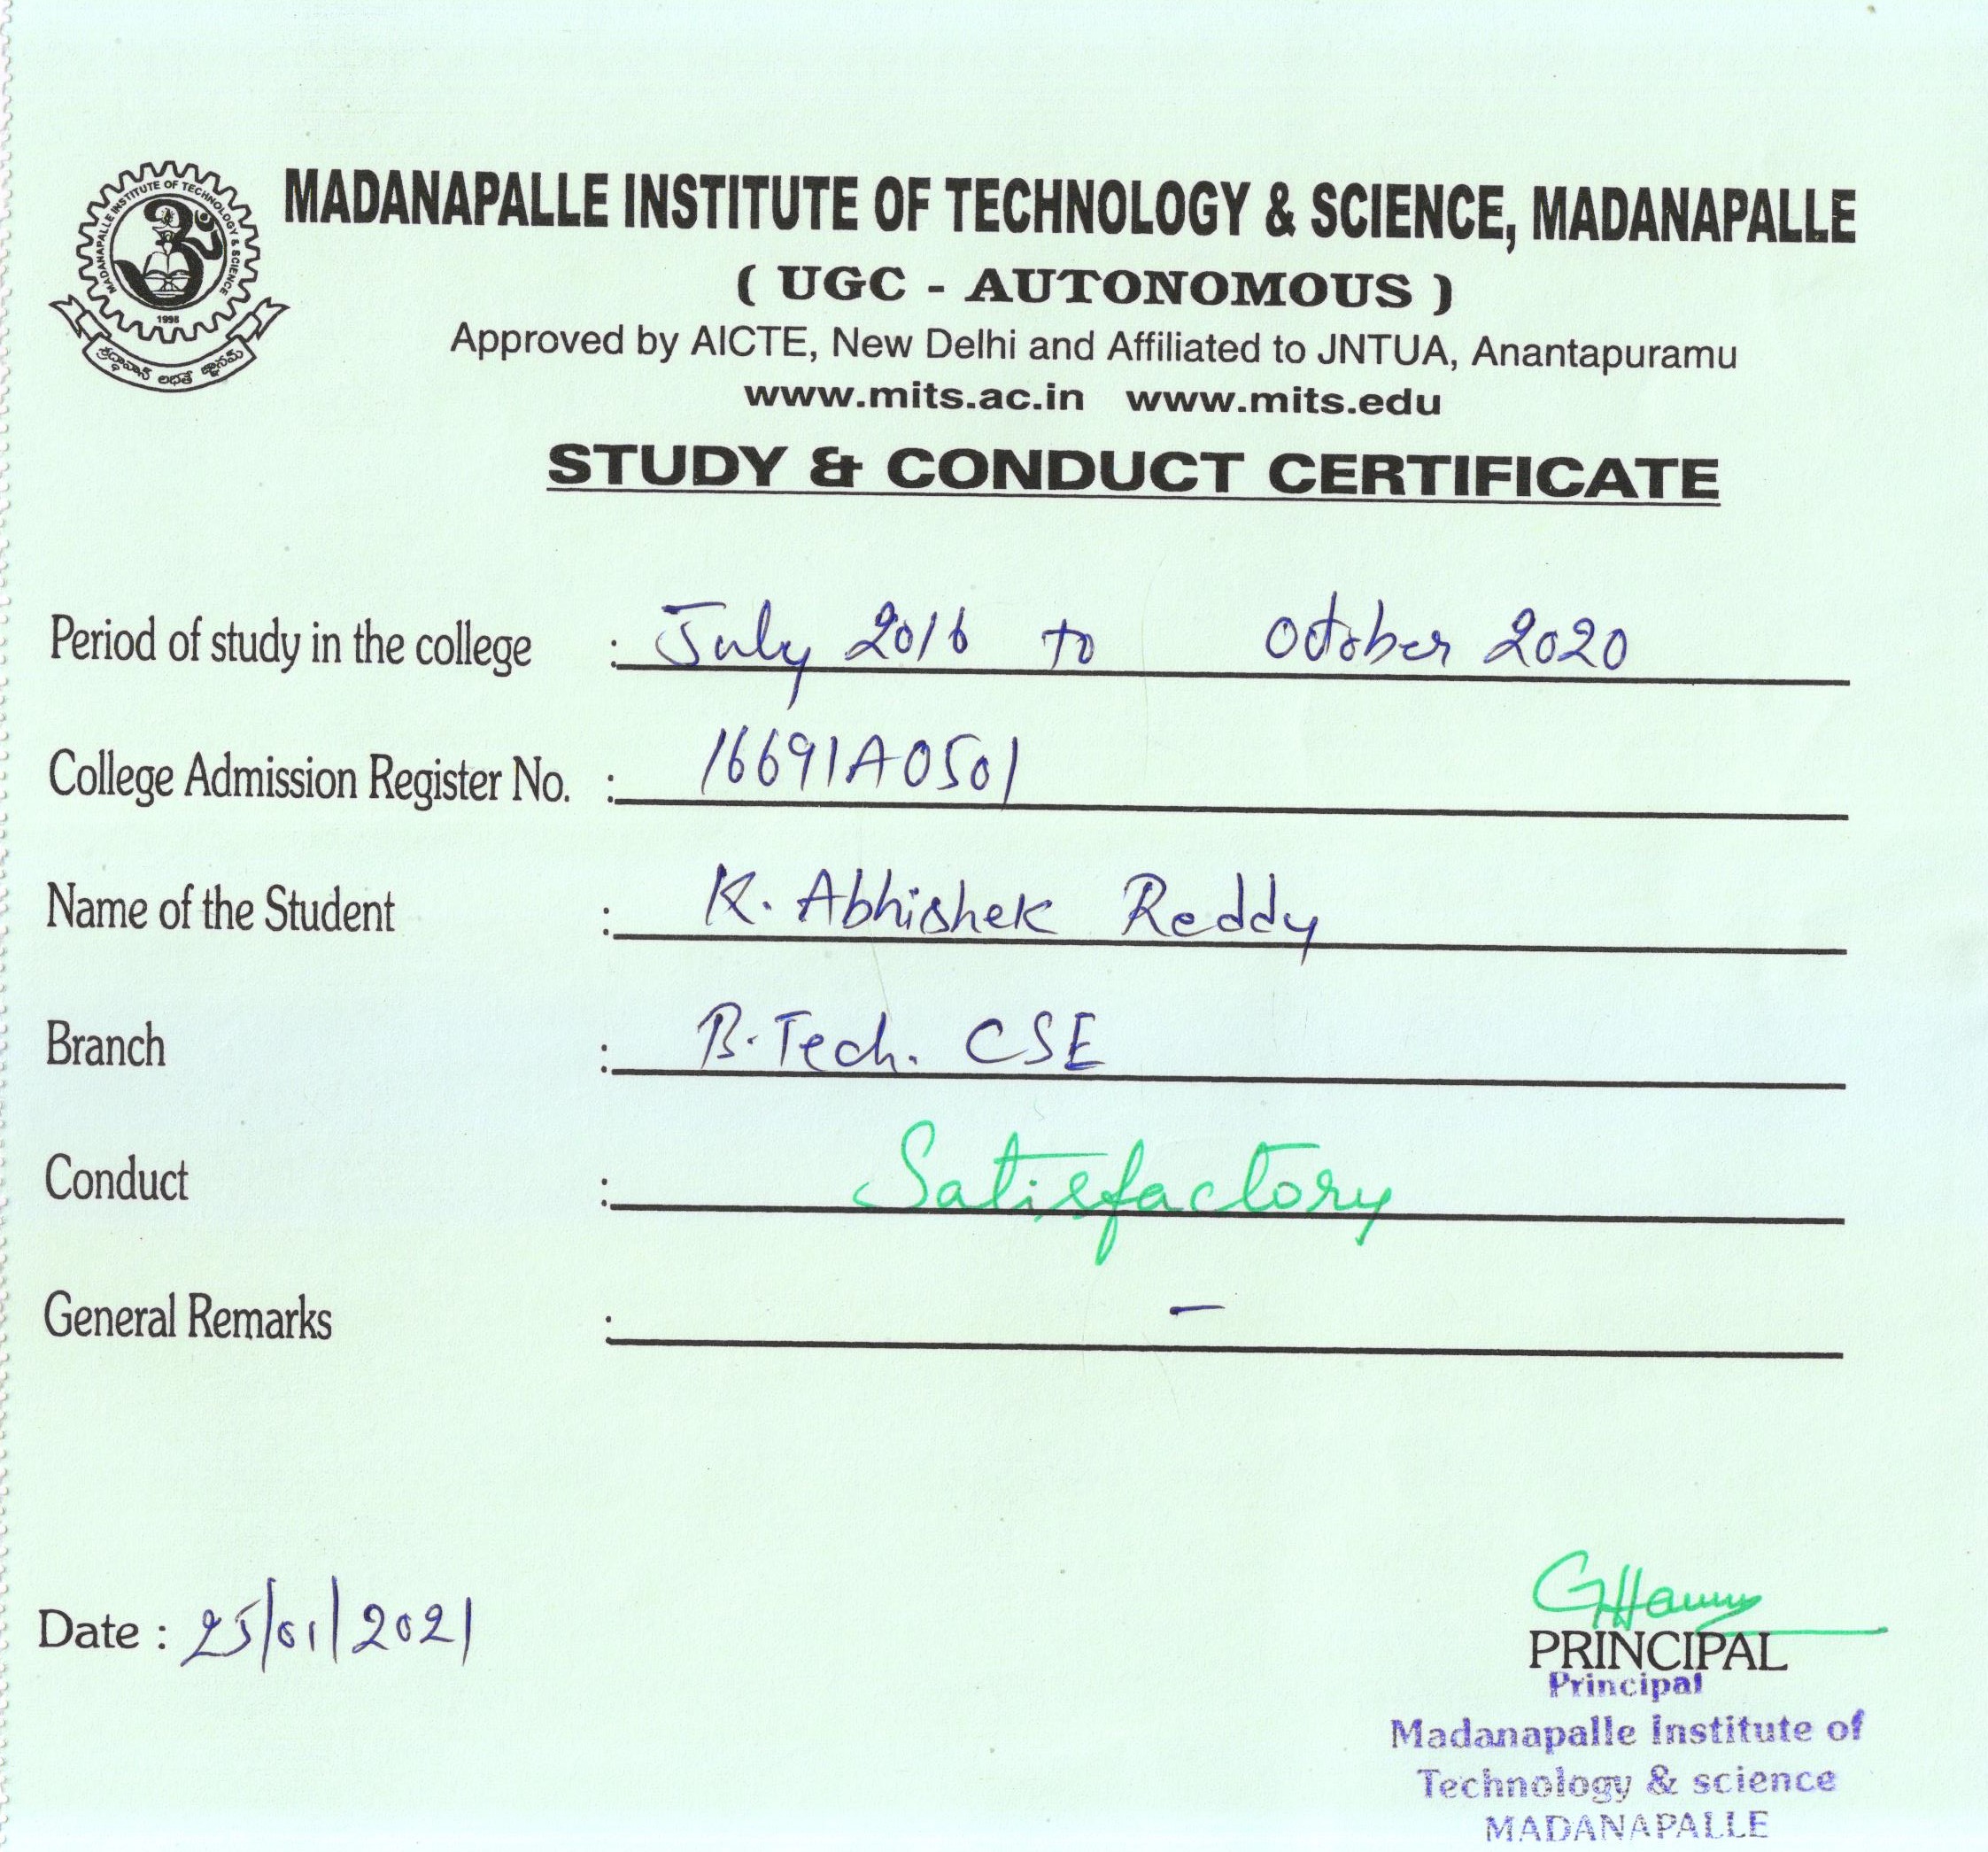 MADANAPALLE INSTITUTE OF TECHNOLOGY & SCIENCE
1998
శ్రద్ధావాన్ లభతే జ్ఞానమ్
MADANAPALLE INSTITUTE OF TECHNOLOGY & SCIENCE, MADANAPALLE
( UGC - AUTONOMOUS )
Approved by AICTE, New Delhi and Affiliated to JNTUA, Anantapuramu
www.mits.ac.in www.mits.edu
STUDY & CONDUCT CERTIFICATE
Period of study in the college : July 2016 to October 2020
College Admission Register No. : 16691A0501
Name of the Student : K. Abhishek Reddy
Branch : B.Tech. CSE
Conduct : Satisfactory
General Remarks : –
Date : 25/01/2021
PRINCIPAL
Principal
Madanapalle Institute of
Technology & science
MADANAPALLE